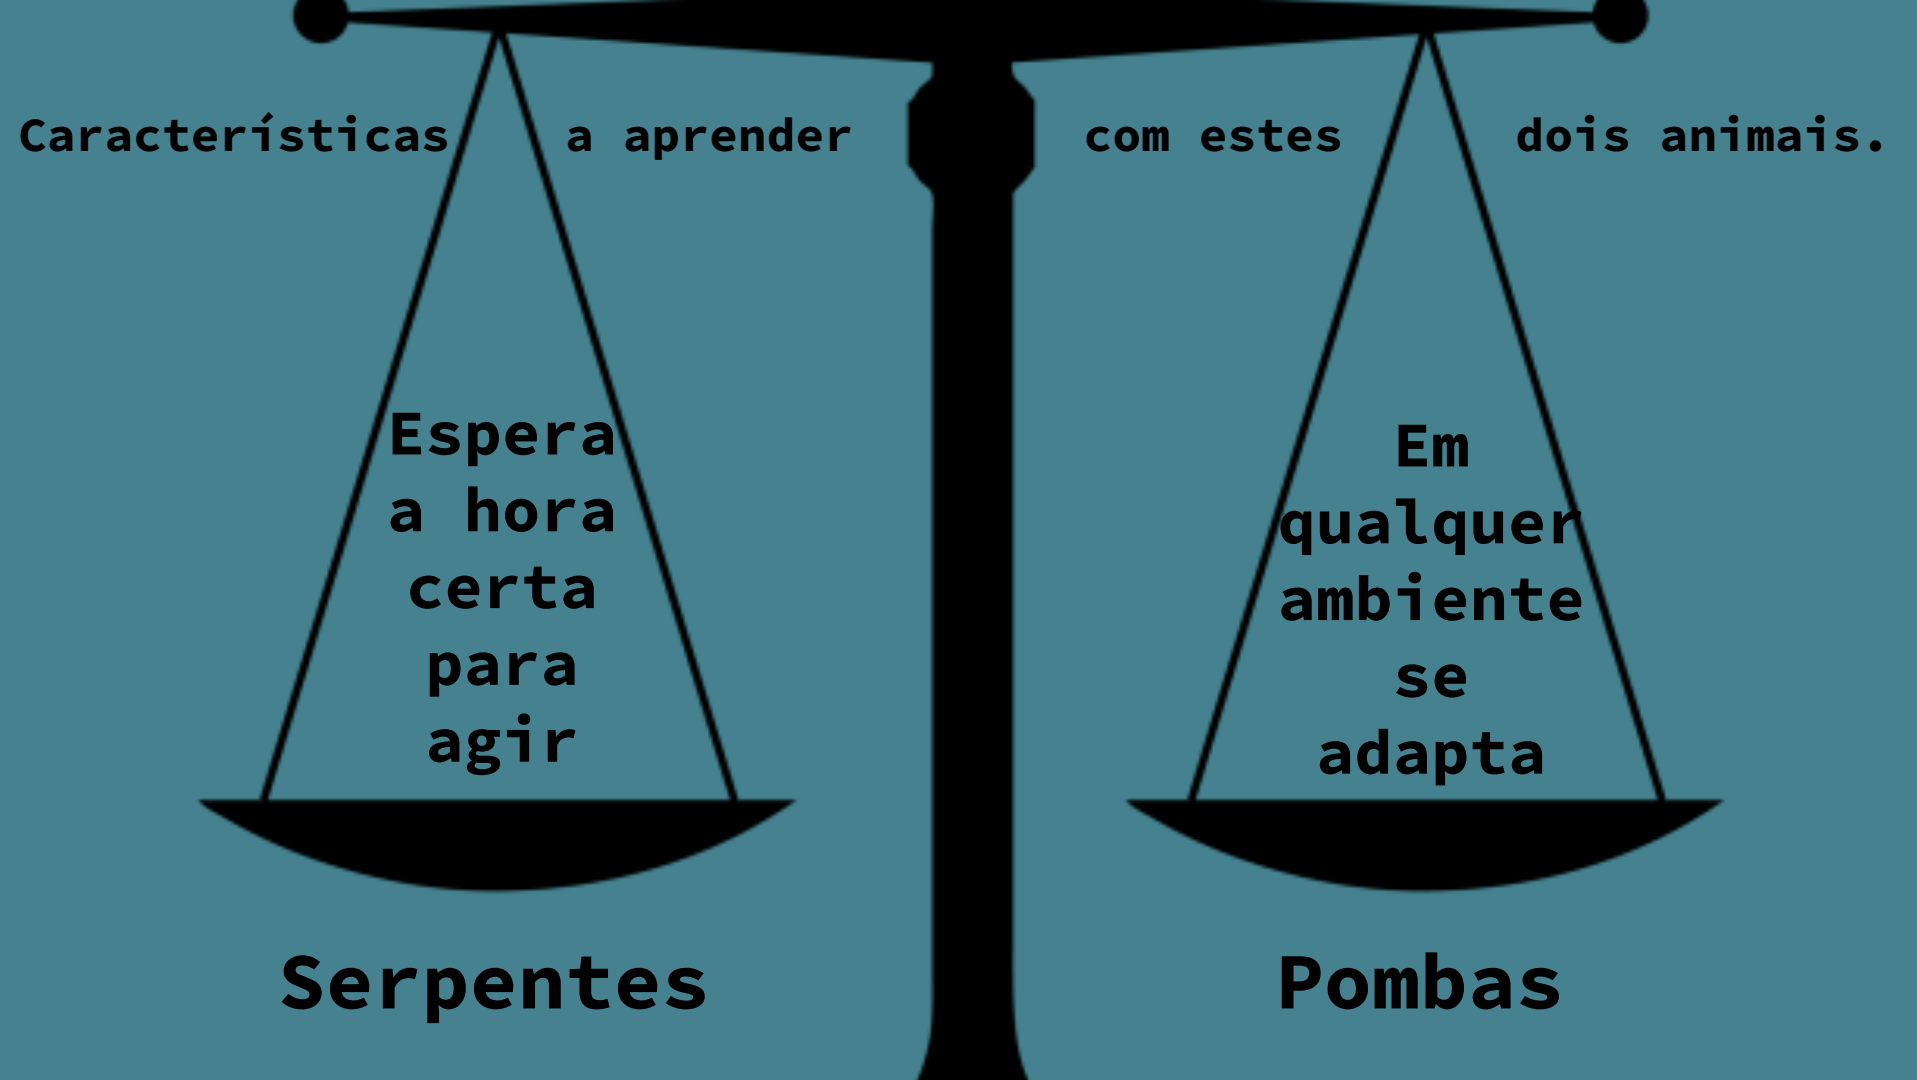 Características a aprender com estes dois animais.
Espera
a hora
certa
para
agir
Em
qualquer
ambiente
se
adapta
Serpentes
Pombas